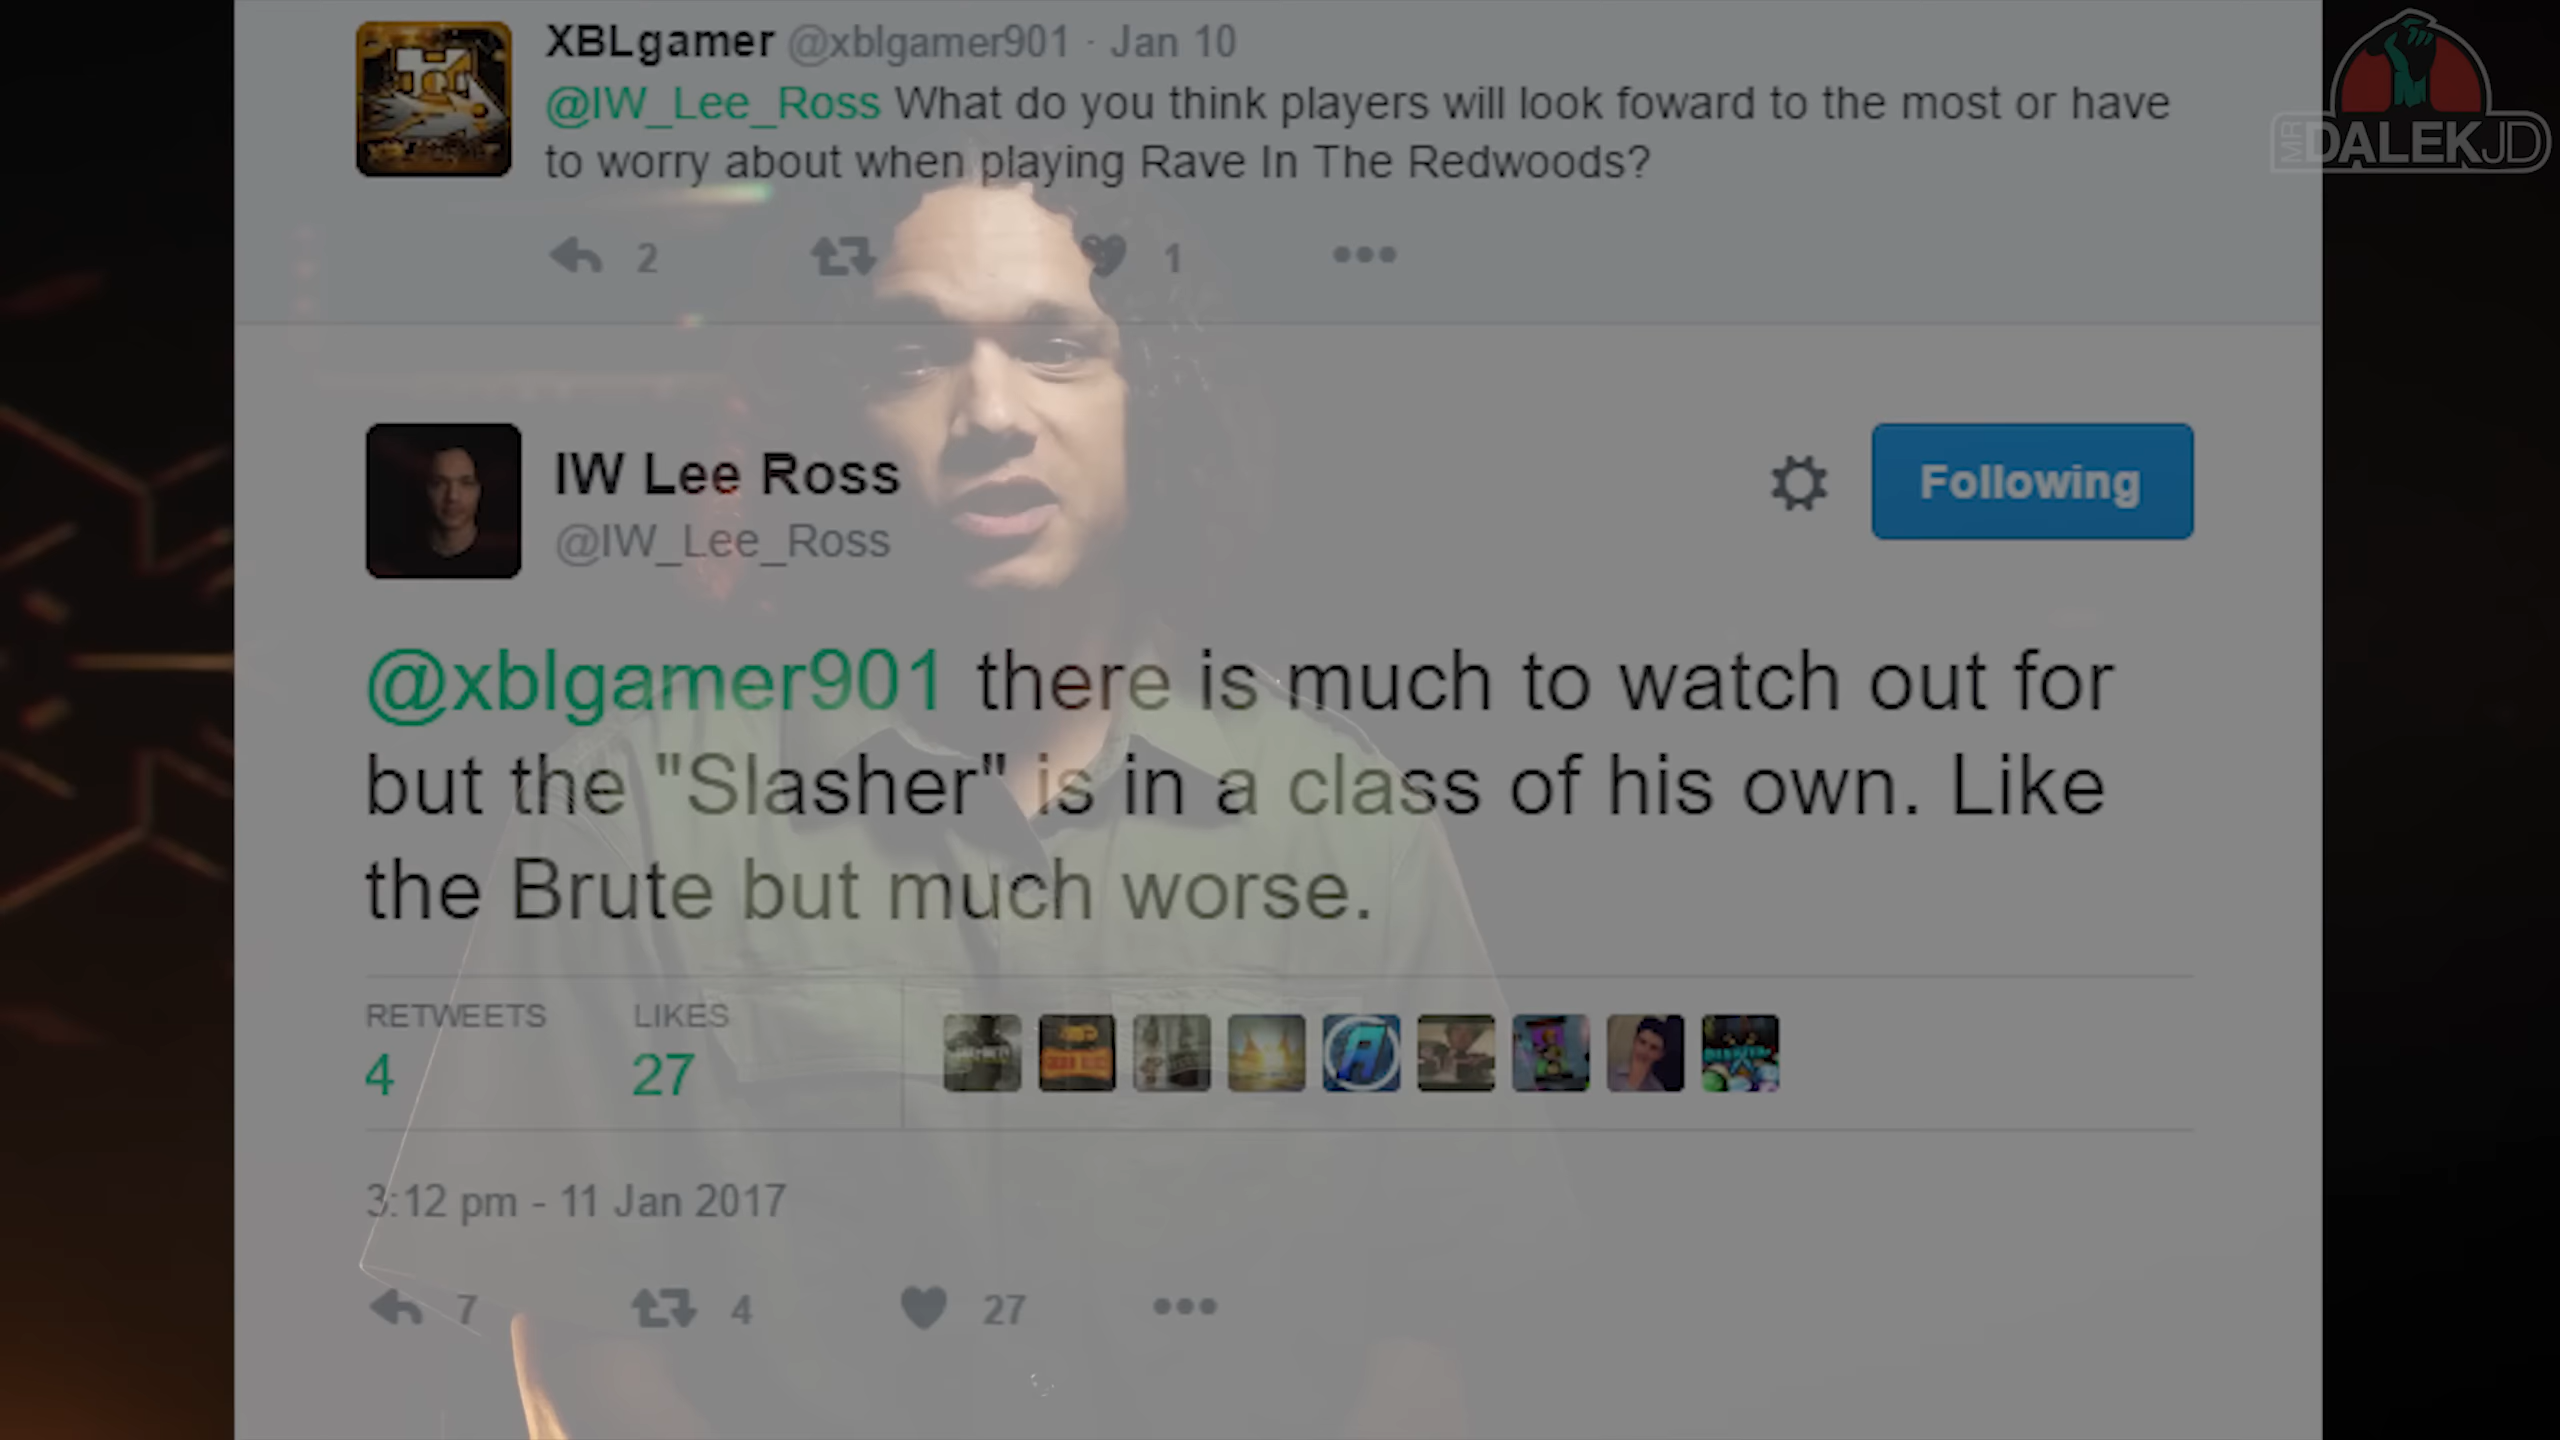 XBLgamer @xblgamer901 · Jan 10
@IW_Lee_Ross What do you think players will look foward to the most or have
to worry about when playing Rave In The Redwoods?
2 1
MR DALEKJD
IW Lee Ross
@IW_Lee_Ross
Following
@xblgamer901 there is much to watch out for
but the "Slasher" is in a class of his own. Like
the Brute but much worse.
RETWEETS LIKES
4 27
3:12 pm - 11 Jan 2017
7 4 27